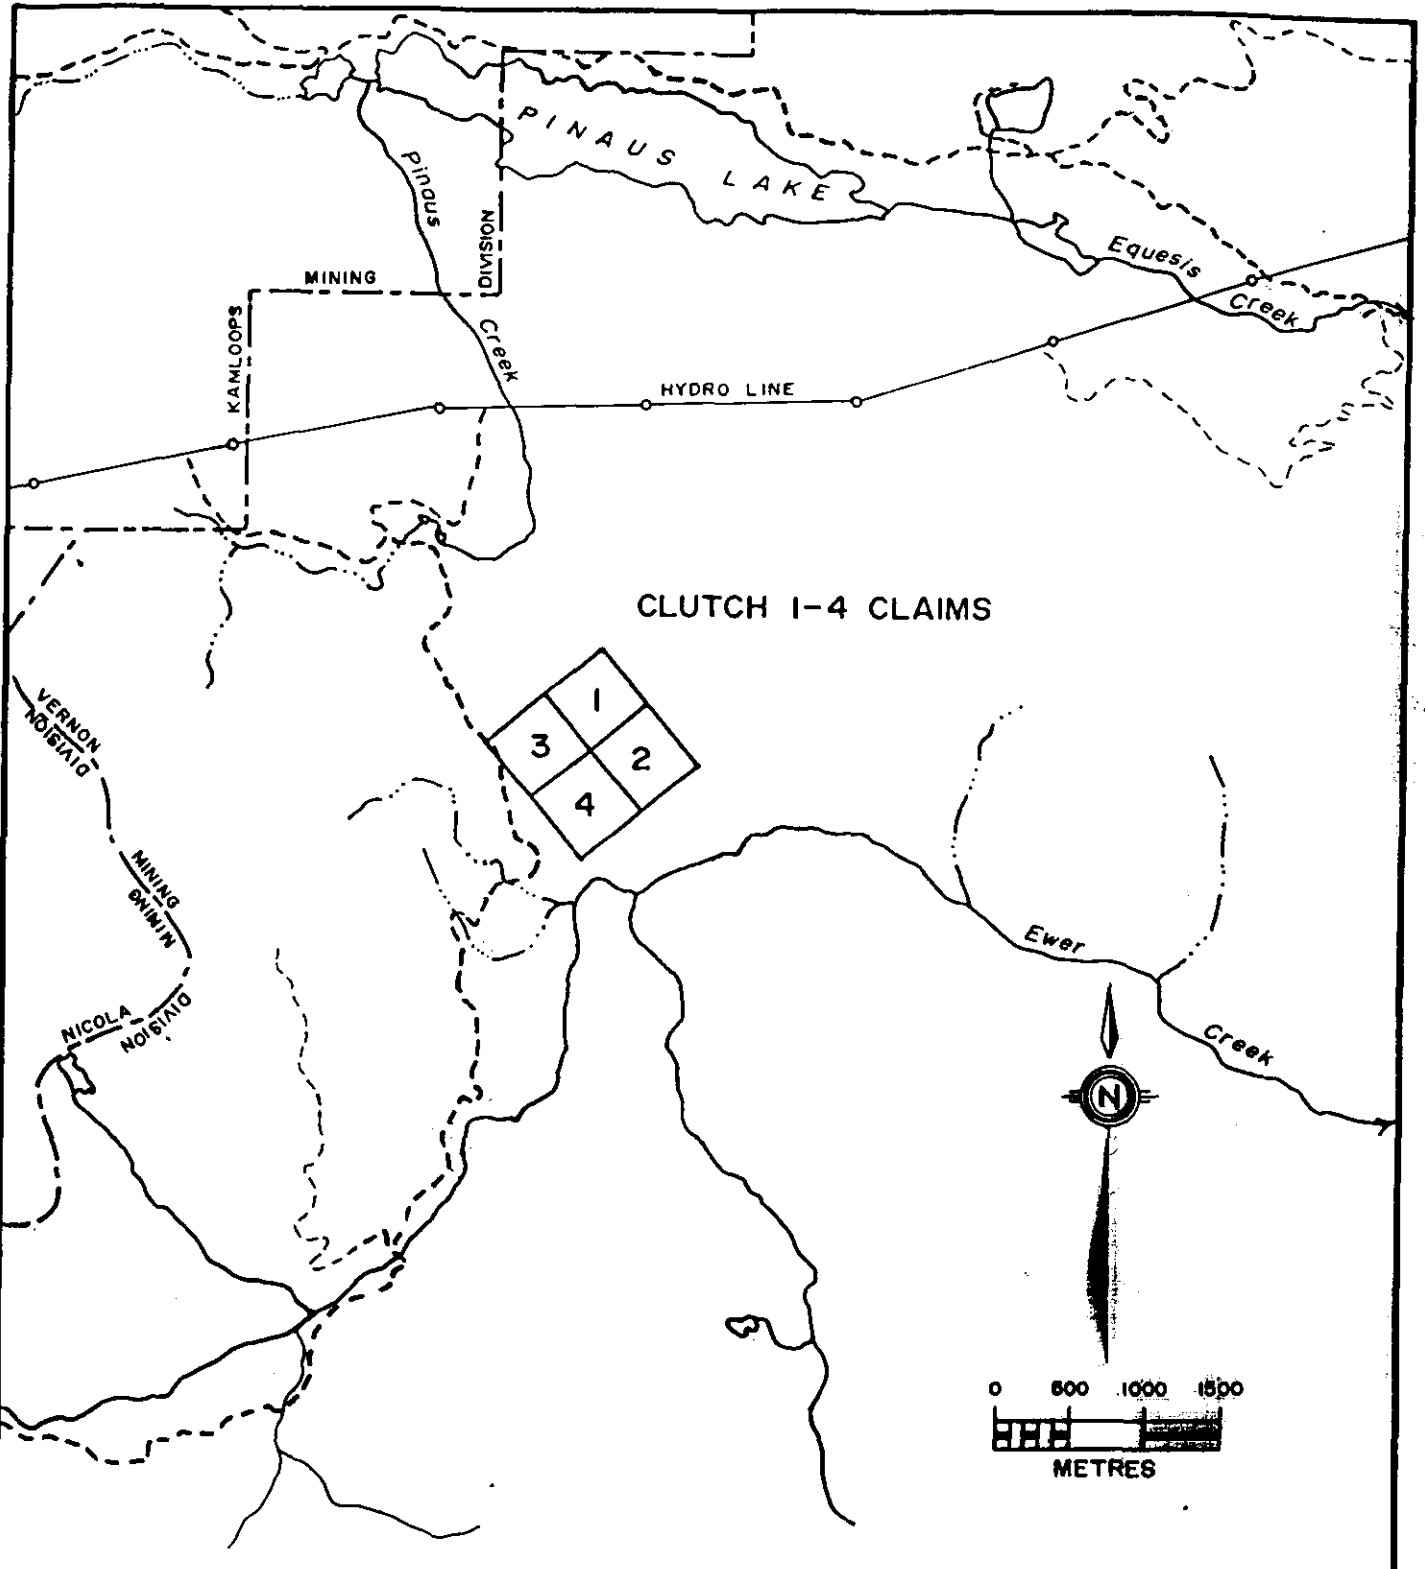 PINAUS LAKE
Pinaus
Creek
Equesis
Creek
MINING
DIVISION
KAMLOOPS
HYDRO LINE
CLUTCH 1-4 CLAIMS
1
3
2
4
VERNON
DIVISION
MINING
MINING
NICOLA
DIVISION
Ewer
Creek
N
0 500 1000 1500
METRES